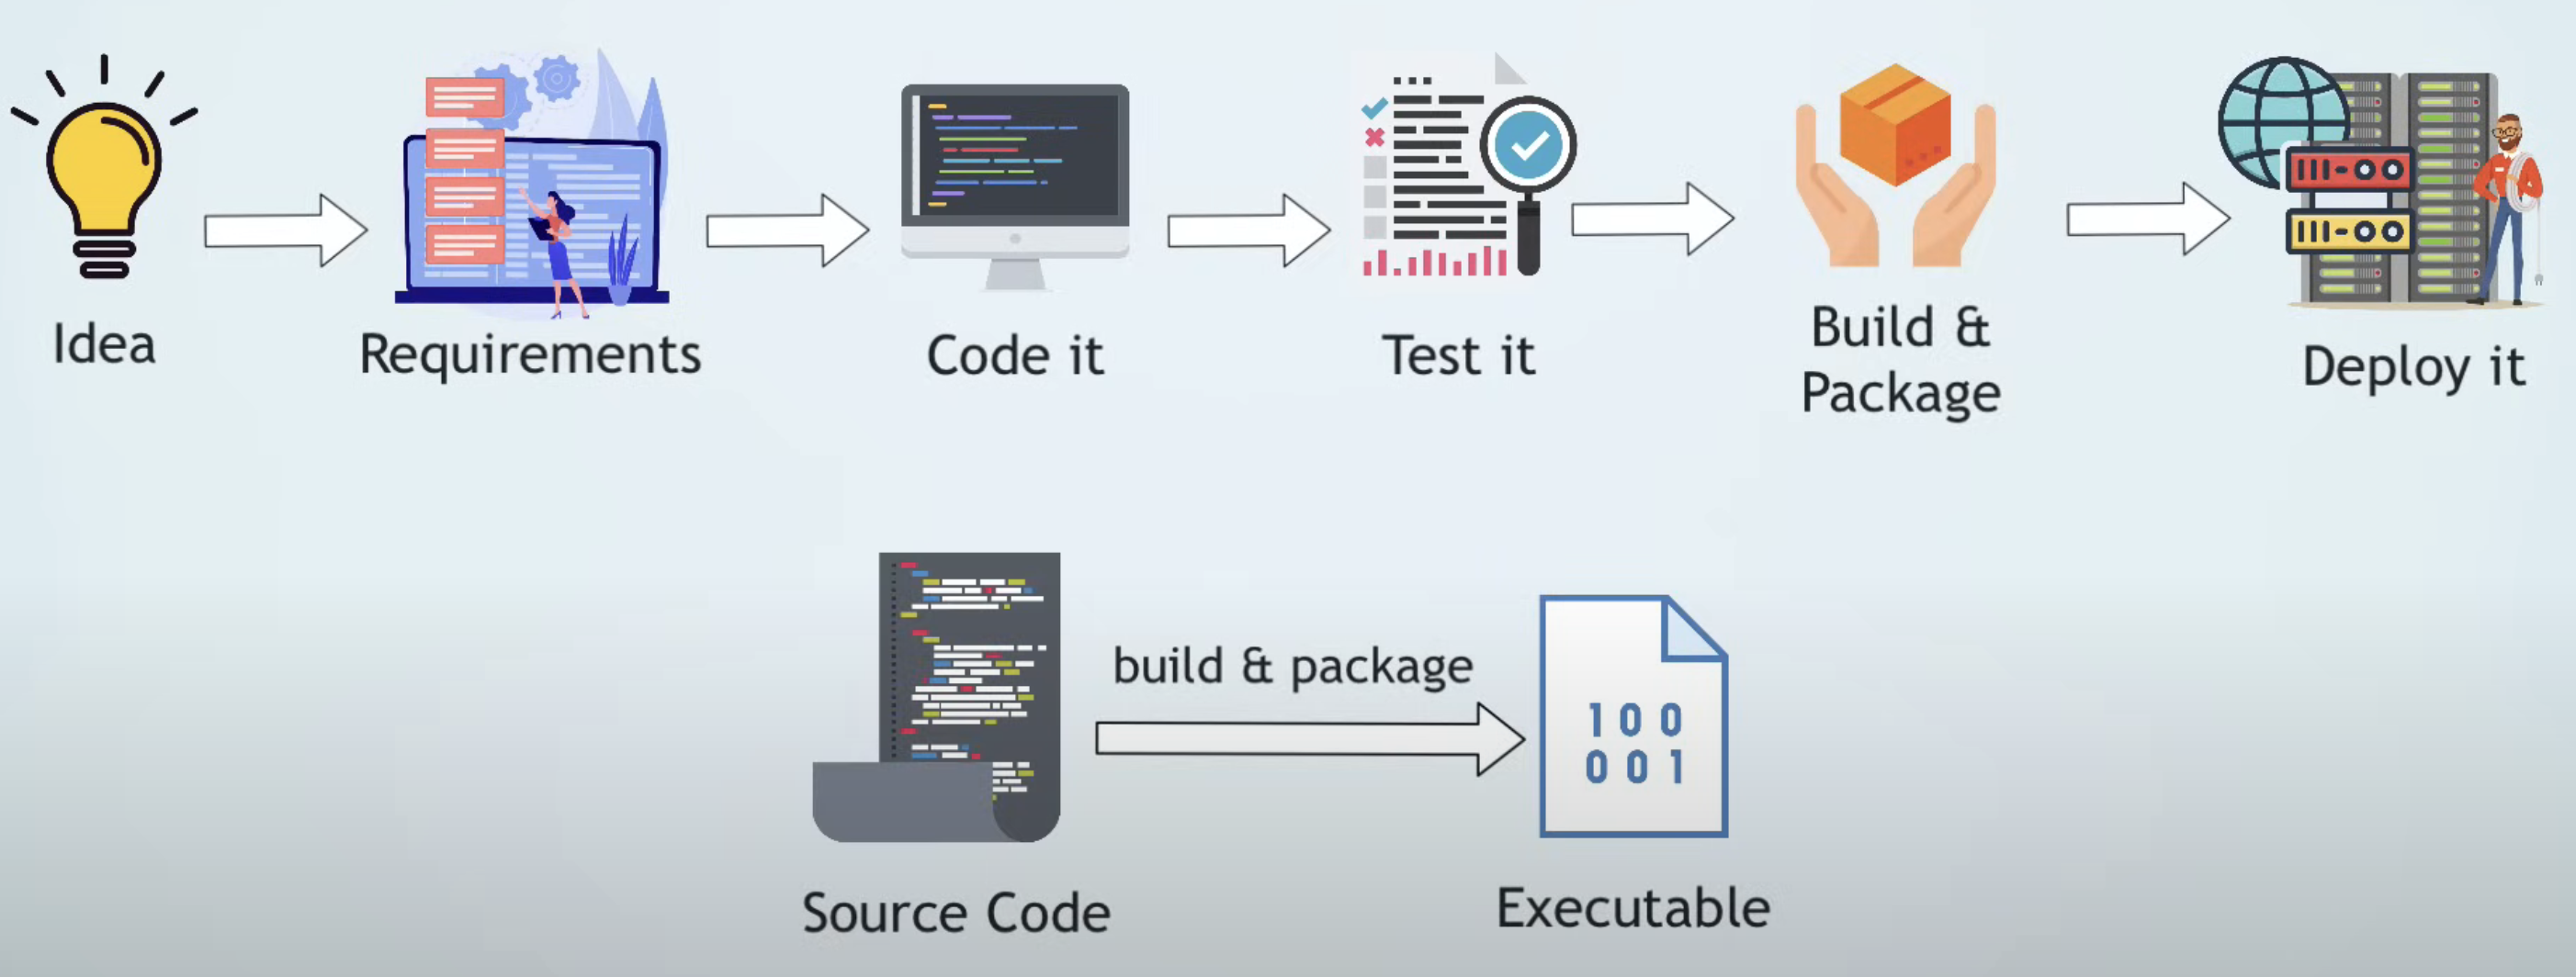 Idea
Requirements
Code it
Test it
Build &
Package
Deploy it
build & package
1 0 0
0 0 1
Source Code
Executable